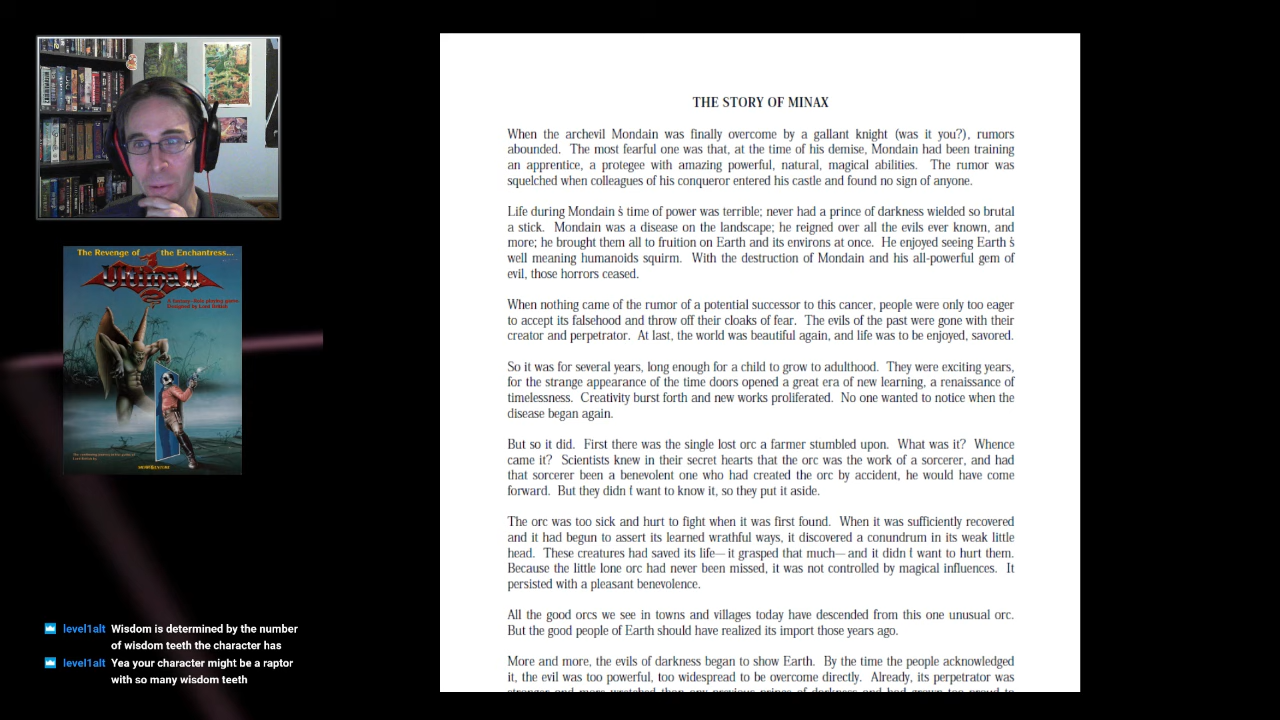 The Revenge of the Enchantress...
Ultima II
THE STORY OF MINAX
When the archevil Mondain was finally overcome by a gallant knight (was it you?), rumors
abounded. The most fearful one was that, at the time of his demise, Mondain had been training
an apprentice, a protegee with amazing powerful, natural, magical abilities. The rumor was
squelched when colleagues of his conqueror entered his castle and found no sign of anyone.
Life during Mondain's time of power was terrible; never had a prince of darkness wielded so brutal
a stick. Mondain was a disease on the landscape; he reigned over all the evils ever known, and
more; he brought them all to fruition on Earth and its environs at once. He enjoyed seeing Earth's
well meaning humanoids squirm. With the destruction of Mondain and his all-powerful gem of
evil, those horrors ceased.
When nothing came of the rumor of a potential successor to this cancer, people were only too eager
to accept its falsehood and throw off their cloaks of fear. The evils of the past were gone with their
creator and perpetrator. At last, the world was beautiful again, and life was to be enjoyed, savored.
So it was for several years, long enough for a child to grow to adulthood. They were exciting years,
for the strange appearance of the time doors opened a great era of new learning, a renaissance of
timelessness. Creativity burst forth and new works proliferated. No one wanted to notice when the
disease began again.
But so it did. First there was the single lost orc a farmer stumbled upon. What was it? Whence
came it? Scientists knew in their secret hearts that the orc was the work of a sorcerer, and had
that sorcerer been a benevolent one who had created the orc by accident, he would have come
forward. But they didn't want to know it, so they put it aside.
The orc was too sick and hurt to fight when it was first found. When it was sufficiently recovered
and it had begun to assert its learned wrathful ways, it discovered a conundrum in its weak little
head. These creatures had saved its life—it grasped that much—and it didn't want to hurt them.
Because the little lone orc had never been missed, it was not controlled by magical influences. It
persisted with a pleasant benevolence.
All the good orcs we see in towns and villages today have descended from this one unusual orc.
But the good people of Earth should have realized its import those years ago.
More and more, the evils of darkness began to show Earth. By the time the people acknowledged
it, the evil was too powerful, too widespread to be overcome directly. Already, its perpetrator was
level1alt Wisdom is determined by the number
of wisdom teeth the character has
level1alt Yea your character might be a raptor
with so many wisdom teeth